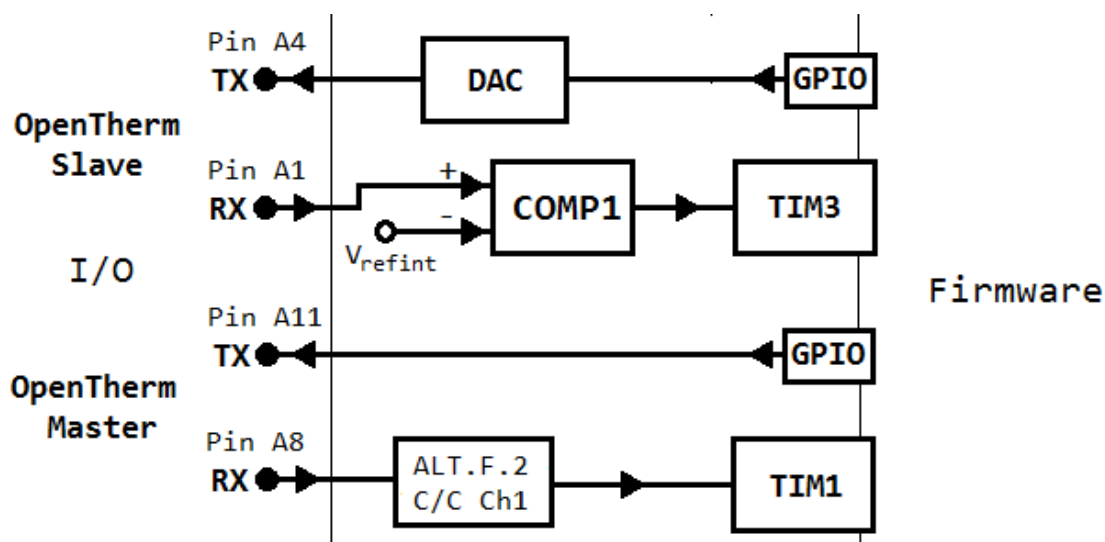 Pin A4
TX
DAC
GPIO
OpenTherm
Slave
Pin A1
RX
+
-
Vrefint
COMP1
TIM3
I/O
Firmware
Pin A11
TX
GPIO
OpenTherm
Master
Pin A8
RX
ALT.F.2
C/C Ch1
TIM1